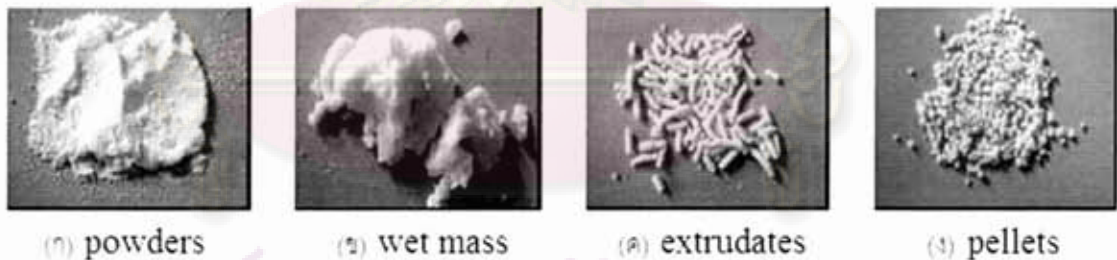 (ก) powders (ข) wet mass (ค) extrudates (ง) pellets